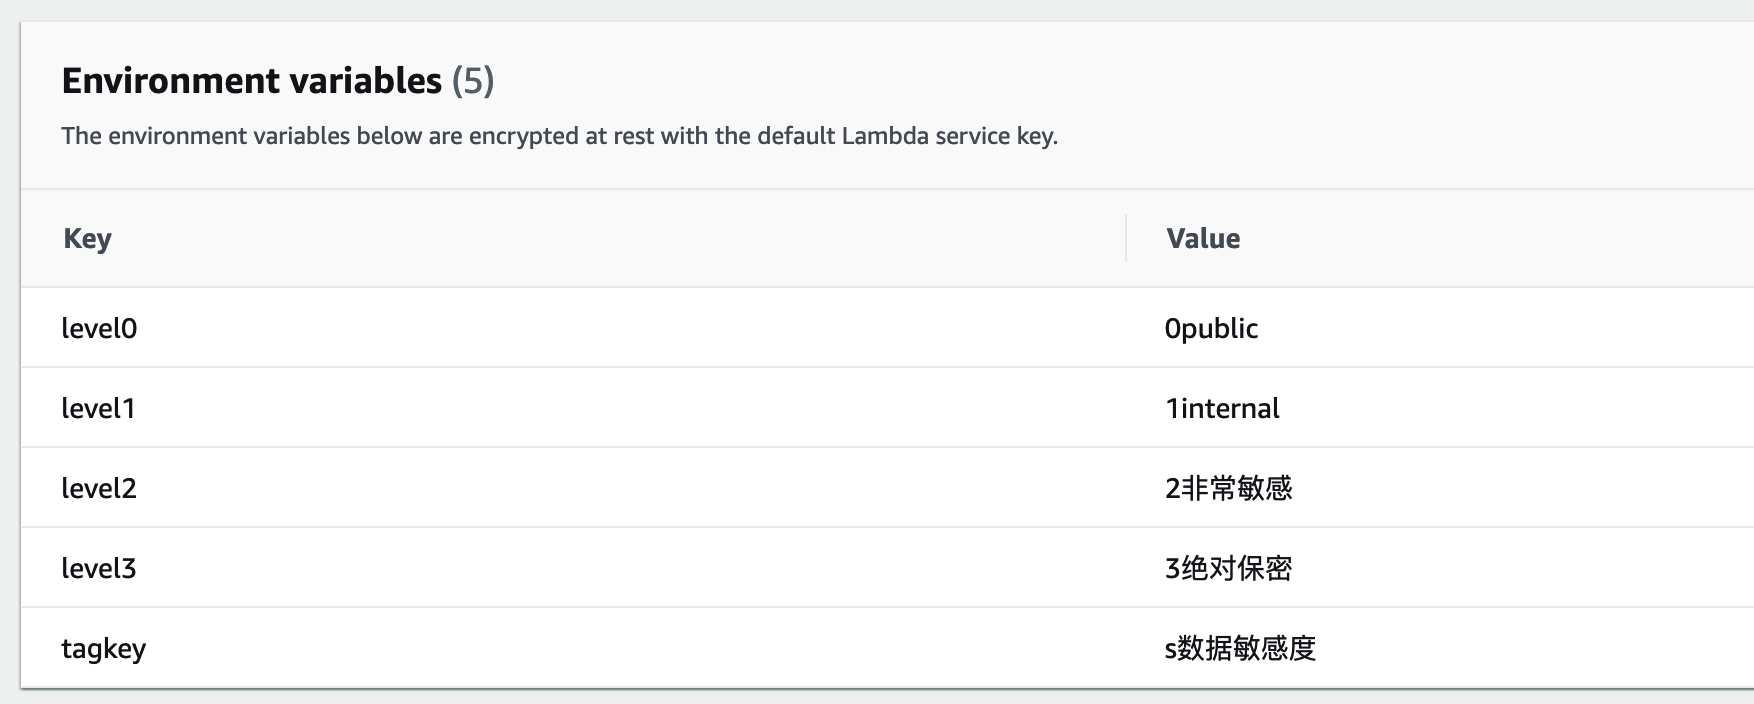 Environment variables (5)
The environment variables below are encrypted at rest with the default Lambda service key.
Key Value
level0 0public
level1 1internal
level2 2非常敏感
level3 3绝对保密
tagkey s数据敏感度